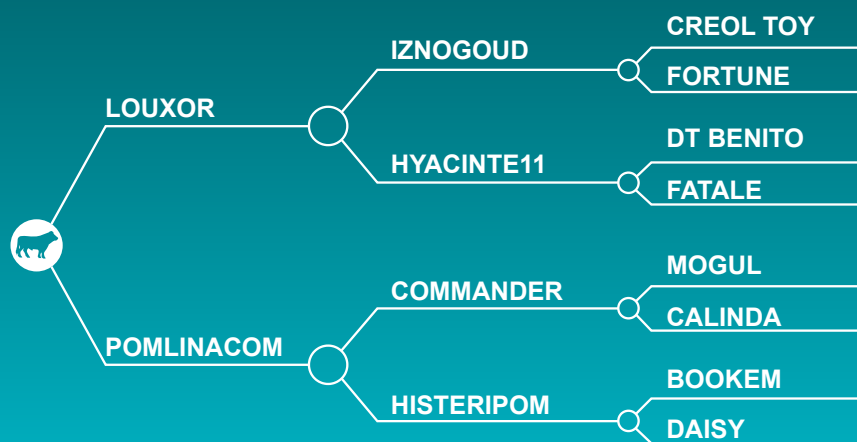 CREOL TOY
IZNOGOUD
FORTUNE
LOUXOR
DT BENITO
HYACINTE11
FATALE
MOGUL
COMMANDER
CALINDA
POMLINACOM
BOOKEM
HISTERIPOM
DAISY